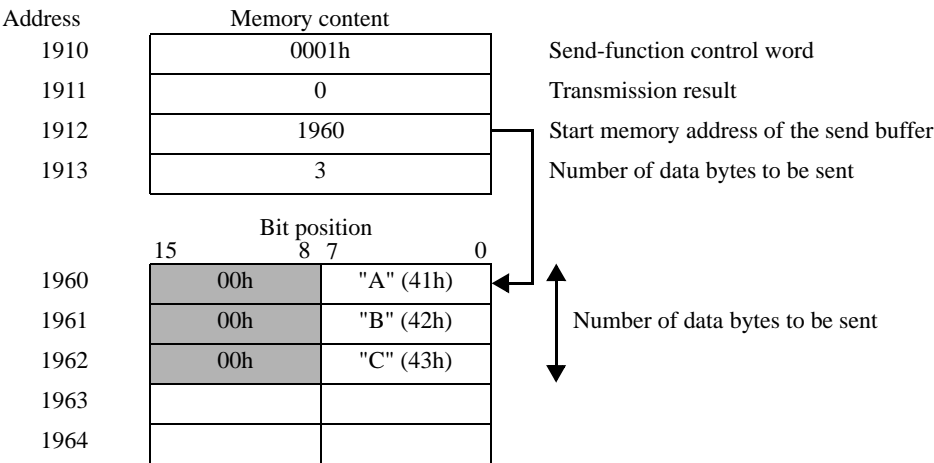 Address Memory content
1910 0001h Send-function control word
1911 0 Transmission result
1912 1960 Start memory address of the send buffer
1913 3 Number of data bytes to be sent
Bit position
15 8 7 0
1960 00h "A" (41h)
1961 00h "B" (42h) Number of data bytes to be sent
1962 00h "C" (43h)
1963
1964